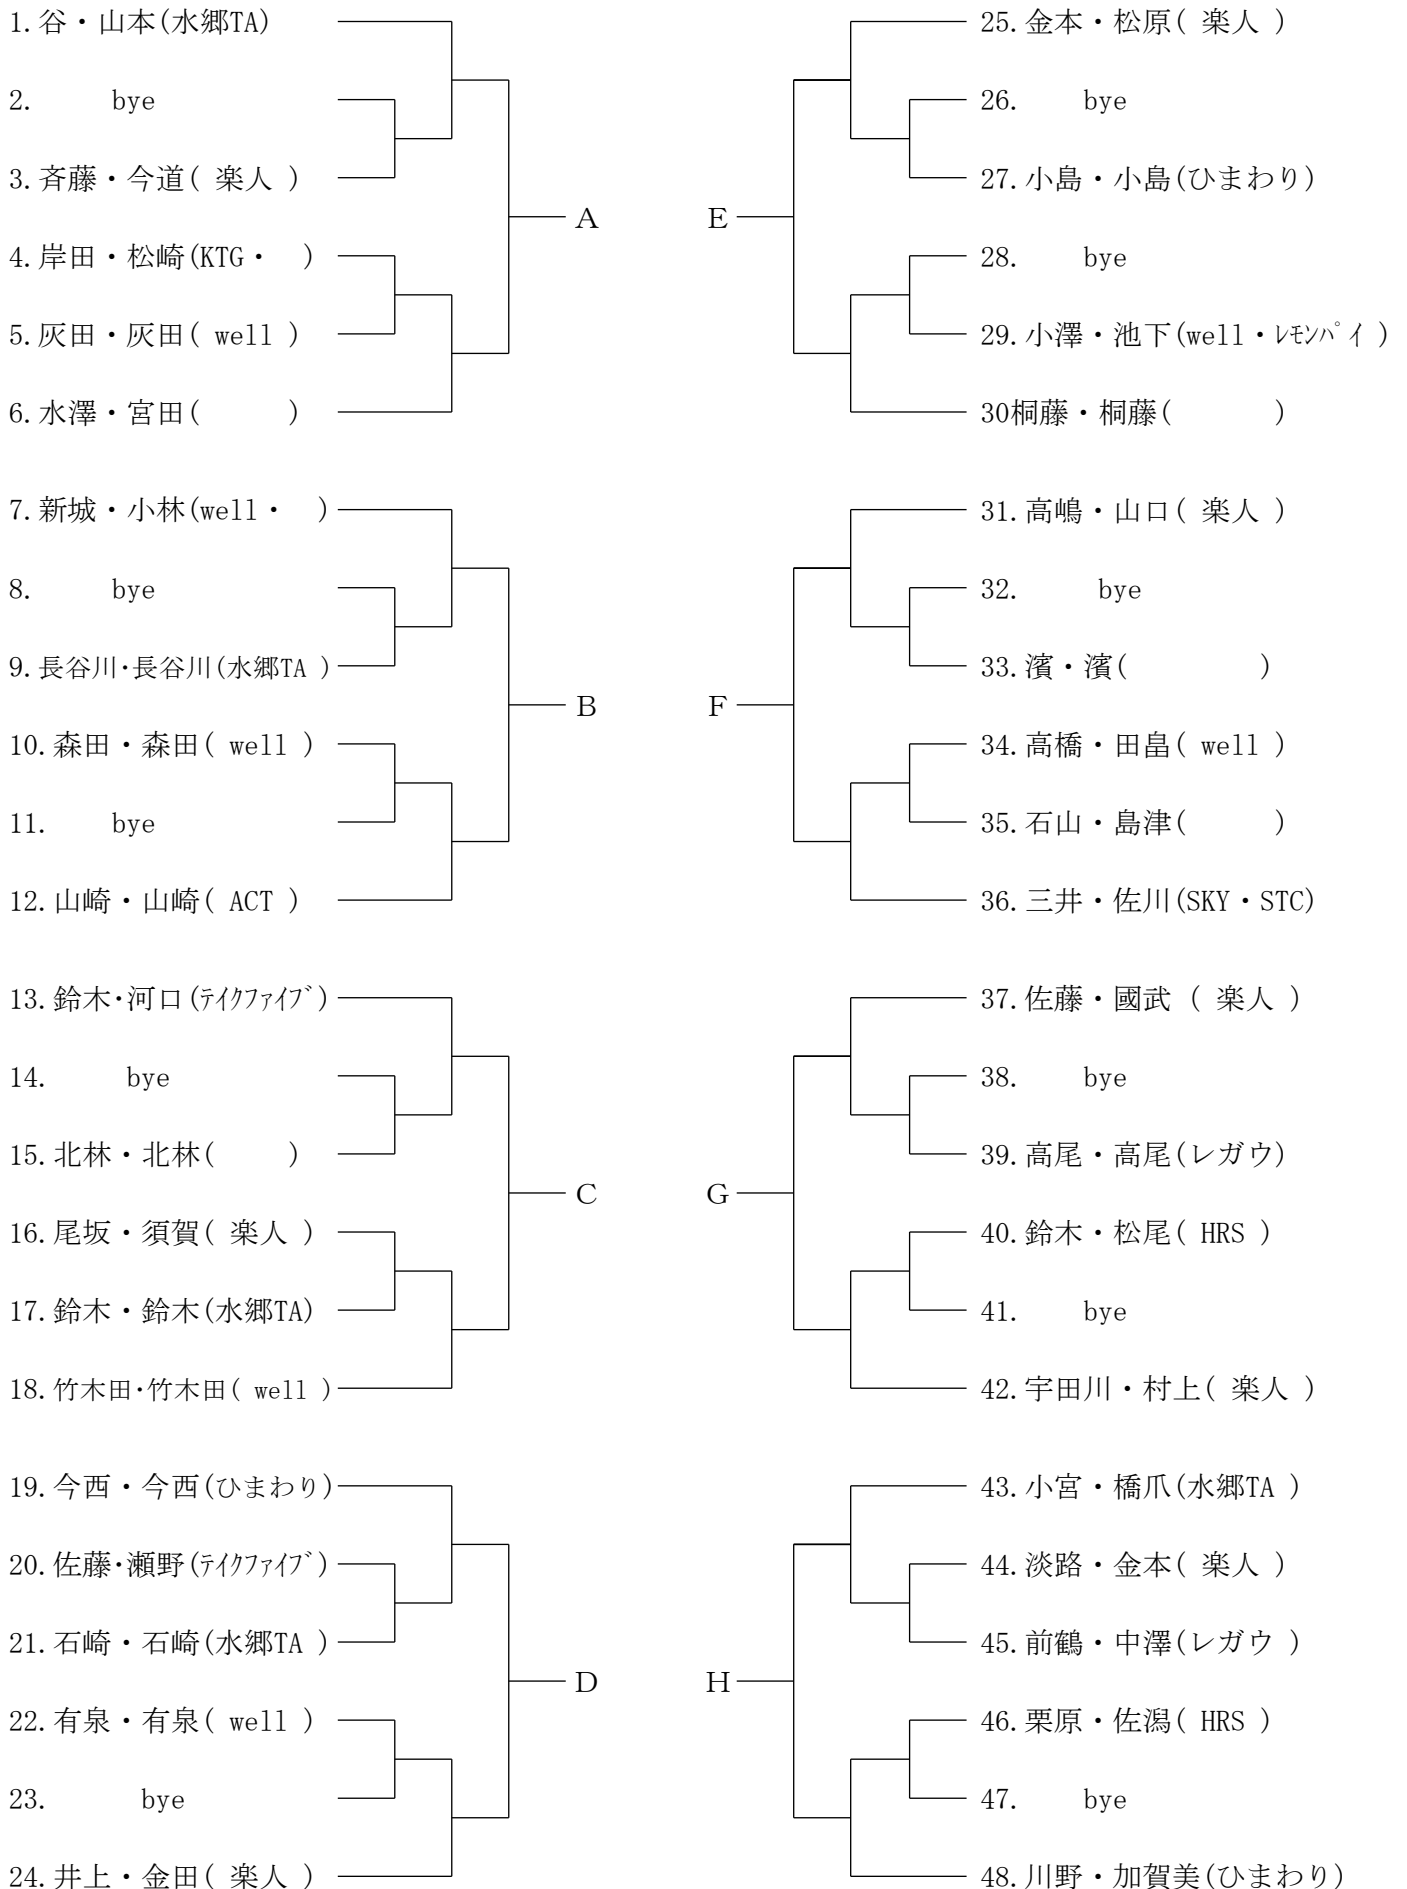 1.谷・山本(水郷TA)
2. bye
3.斉藤・今道( 楽人 )
A
4.岸田・松崎(KTG・ )
5.灰田・灰田( well )
6.水澤・宮田( )
7.新城・小林(well・ )
8. bye
9.長谷川・長谷川(水郷TA )
B
10.森田・森田( well )
11. bye
12.山崎・山崎( ACT )
13.鈴木・河口(ﾃｲｸﾌｧｲﾌﾞ)
14. bye
15.北林・北林( )
C
16.尾坂・須賀( 楽人 )
17.鈴木・鈴木(水郷TA)
18.竹木田・竹木田( well )
19.今西・今西(ひまわり)
20.佐藤・瀬野(ﾃｲｸﾌｧｲﾌﾞ)
21.石崎・石崎(水郷TA )
D
22.有泉・有泉( well )
23. bye
24.井上・金田( 楽人 )
25.金本・松原( 楽人 )
26. bye
27.小島・小島(ひまわり)
E
28. bye
29.小澤・池下(well・ﾚﾓﾝﾊﾟｲ )
30桐藤・桐藤( )
31.高嶋・山口( 楽人 )
32. bye
33.濱・濱( )
F
34.高橋・田畠( well )
35.石山・島津( )
36.三井・佐川(SKY・STC)
37.佐藤・國武 ( 楽人 )
38. bye
39.高尾・高尾(レガウ)
G
40.鈴木・松尾( HRS )
41. bye
42.宇田川・村上( 楽人 )
43.小宮・橋爪(水郷TA )
44.淡路・金本( 楽人 )
45.前鶴・中澤(レガウ )
H
46.栗原・佐潟( HRS )
47. bye
48.川野・加賀美(ひまわり)